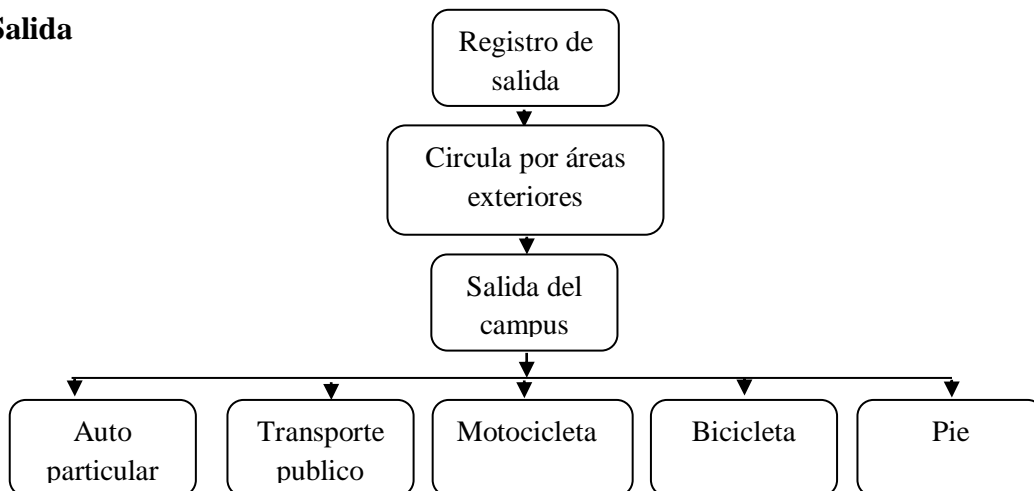 Salida
Registro de
salida
Circula por áreas
exteriores
Salida del
campus
Auto
particular
Transporte
publico
Motocicleta
Bicicleta
Pie